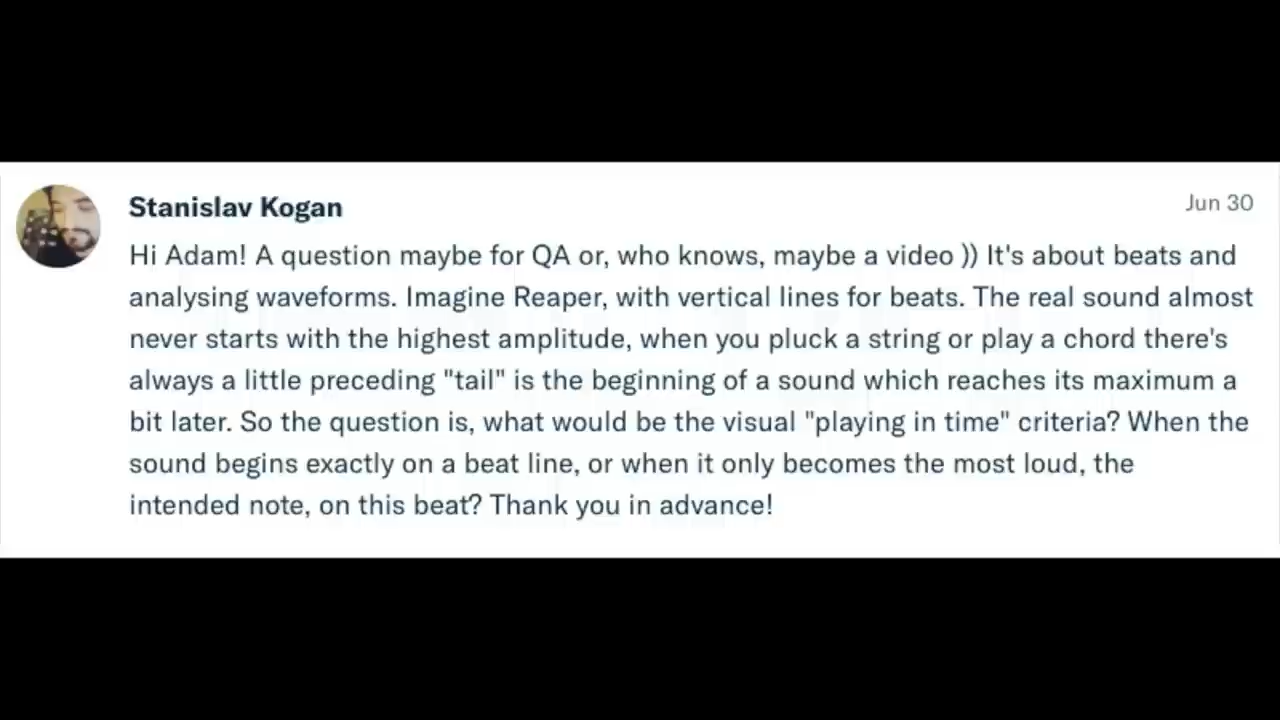 Stanislav Kogan
Jun 30
Hi Adam! A question maybe for QA or, who knows, maybe a video )) It's about beats and
analysing waveforms. Imagine Reaper, with vertical lines for beats. The real sound almost
never starts with the highest amplitude, when you pluck a string or play a chord there's
always a little preceding "tail" is the beginning of a sound which reaches its maximum a
bit later. So the question is, what would be the visual "playing in time" criteria? When the
sound begins exactly on a beat line, or when it only becomes the most loud, the
intended note, on this beat? Thank you in advance!